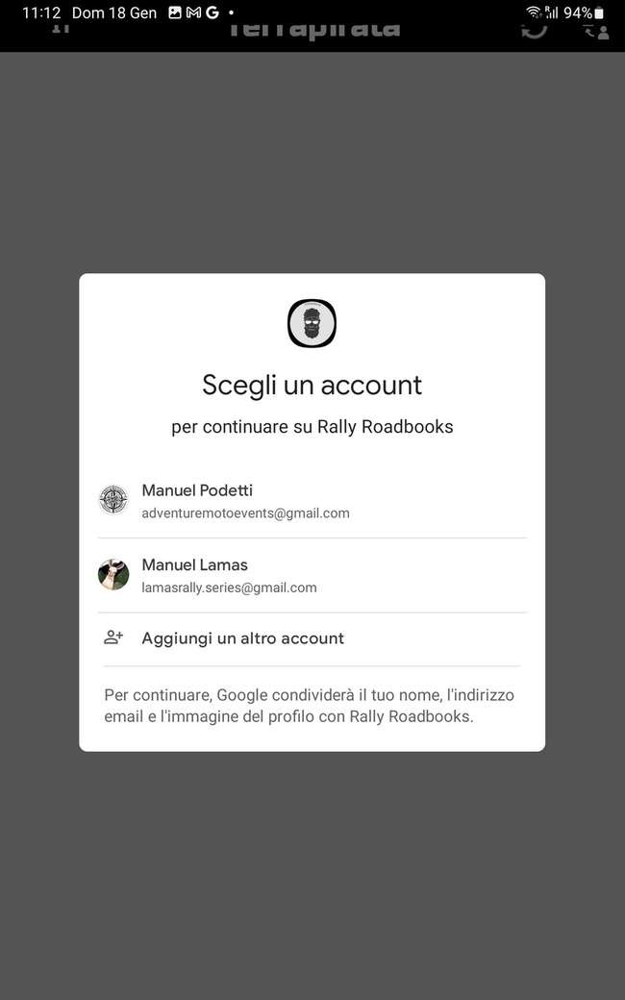 11:12 Dom 18 Gen 94%
IT Terrapirata
Scegli un account
per continuare su Rally Roadbooks
Manuel Podetti
adventuremotoevents@gmail.com
Manuel Lamas
lamasrally.series@gmail.com
Aggiungi un altro account
Per continuare, Google condividerà il tuo nome, l'indirizzo
email e l'immagine del profilo con Rally Roadbooks.